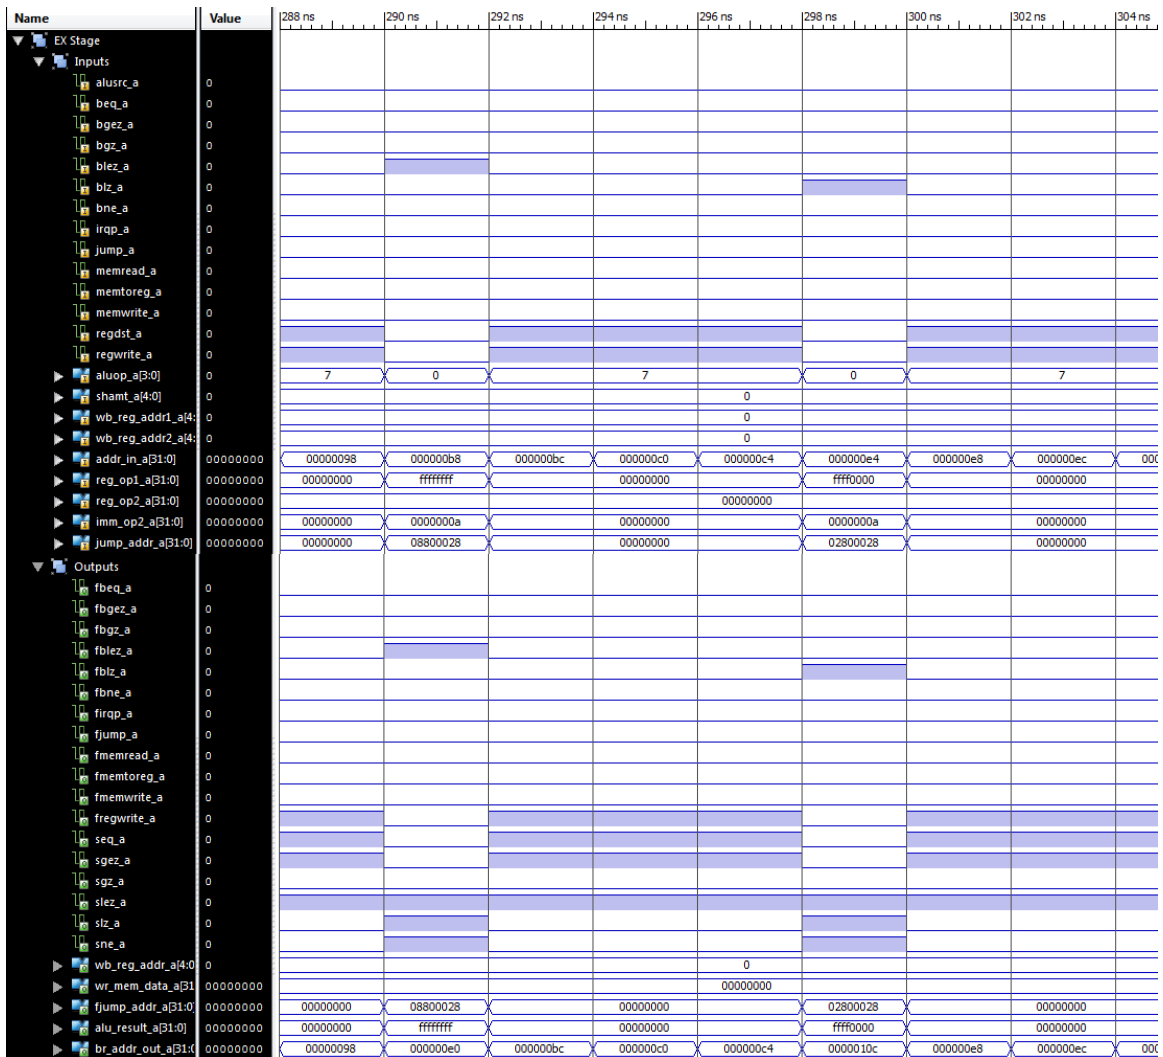 Name Value 288 ns 290 ns 292 ns 294 ns 296 ns 298 ns 300 ns 302 ns 304 ns
EX Stage
Inputs
alusrc_a 0
beq_a 0
bgez_a 0
bgz_a 0
blez_a 0
blz_a 0
bne_a 0
irqp_a 0
jump_a 0
memread_a 0
memtoreg_a 0
memwrite_a 0
regdst_a 0
regwrite_a 0
aluop_a[3:0] 0 7 0 7 0 7
shamt_a[4:0] 0 0
wb_reg_addr1_a[4: 0 0
wb_reg_addr2_a[4: 0 0
addr_in_a[31:0] 00000000 00000098 000000b8 000000bc 000000c0 000000c4 000000e4 000000e8 000000ec 000
reg_op1_a[31:0] 00000000 00000000 ffffffff 00000000 ffff0000 00000000
reg_op2_a[31:0] 00000000 00000000
imm_op2_a[31:0] 00000000 00000000 0000000a 00000000 0000000a 00000000
jump_addr_a[31:0] 00000000 00000000 08800028 00000000 02800028 00000000
Outputs
fbeq_a 0
fbgez_a 0
fbgz_a 0
fblez_a 0
fblz_a 0
fbne_a 0
firqp_a 0
fjump_a 0
fmemread_a 0
fmemtoreg_a 0
fmemwrite_a 0
fregwrite_a 0
seq_a 0
sgez_a 0
sgz_a 0
slez_a 0
slz_a 0
sne_a 0
wb_reg_addr_a[4:0 0 0
wr_mem_data_a[31 00000000 00000000
fjump_addr_a[31:0] 00000000 00000000 08800028 00000000 02800028 00000000
alu_result_a[31:0] 00000000 00000000 ffffffff 00000000 ffff0000 00000000
br_addr_out_a[31:( 00000000 00000098 000000e0 000000bc 000000c0 000000c4 0000010c 000000e8 000000ec 000